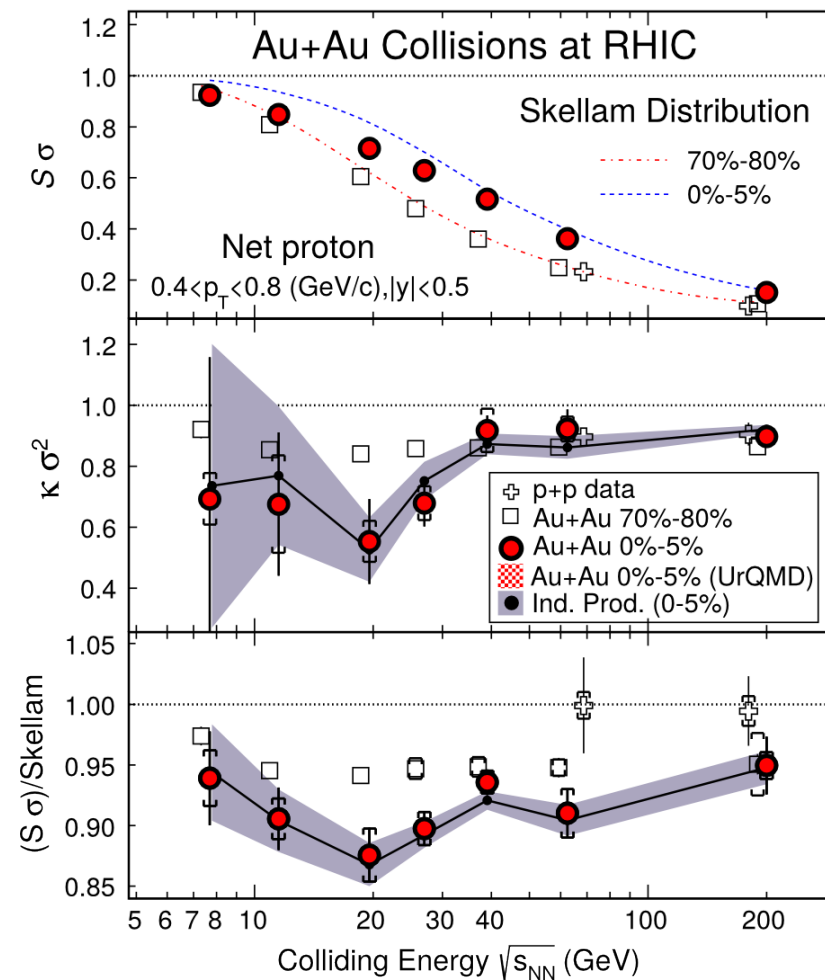 Au+Au Collisions at RHIC
1.2
1.0
0.8
0.6
0.4
0.2
S σ
Skellam Distribution
70%-80%
0%-5%
Net proton
0.4<p_T<0.8 (GeV/c),|y|<0.5
1.2
1.0
0.8
0.6
0.4
κ σ²
p+p data
Au+Au 70%-80%
Au+Au 0%-5%
Au+Au 0%-5% (UrQMD)
Ind. Prod. (0-5%)
1.05
1.00
0.95
0.90
0.85
(S σ)/Skellam
5 6 7 8 10 20 30 40 100 200
Colliding Energy √s_NN (GeV)